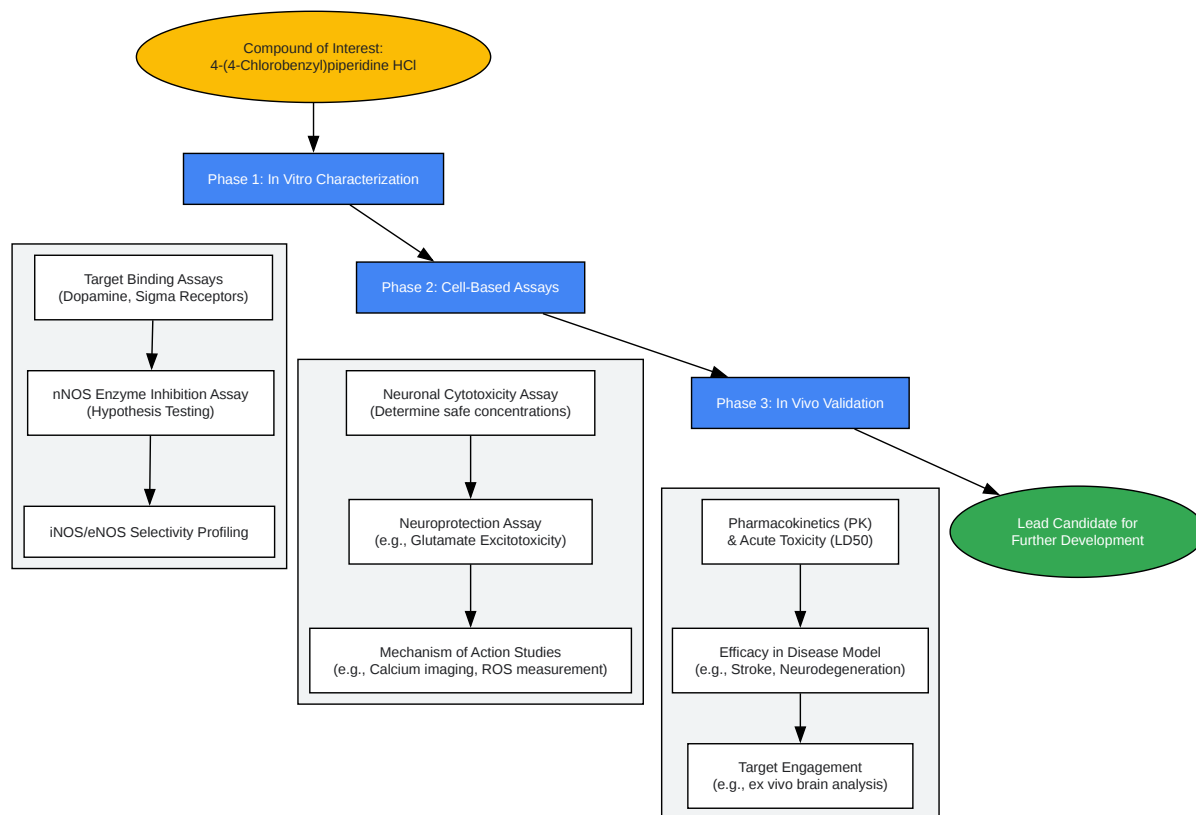 Compound of Interest:
4-(4-Chlorobenzyl)piperidine HCl
Phase 1: In Vitro Characterization
Target Binding Assays
(Dopamine, Sigma Receptors)
nNOS Enzyme Inhibition Assay
(Hypothesis Testing)
iNOS/eNOS Selectivity Profiling
Phase 2: Cell-Based Assays
Neuronal Cytotoxicity Assay
(Determine safe concentrations)
Neuroprotection Assay
(e.g., Glutamate Excitotoxicity)
Mechanism of Action Studies
(e.g., Calcium imaging, ROS measurement)
Phase 3: In Vivo Validation
Pharmacokinetics (PK)
& Acute Toxicity (LD50)
Efficacy in Disease Model
(e.g., Stroke, Neurodegeneration)
Target Engagement
(e.g., ex vivo brain analysis)
Lead Candidate for
Further Development